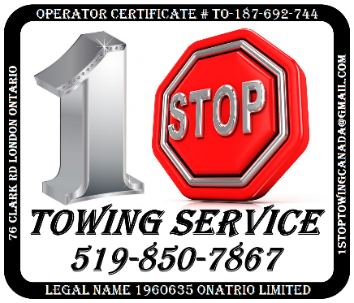 OPERATOR CERTIFICATE # TO-187-692-744
76 CLARK RD LONDON ONTARIO
1
STOP
1STOPTOWINGCANADA@GMAIL.COM
TOWING SERVICE
519-850-7867
LEGAL NAME 1960635 ONATRIO LIMITED